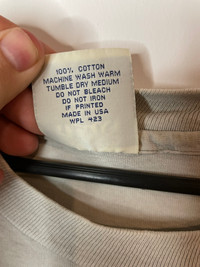 100% COTTON
MACHINE WASH WARM
TUMBLE DRY MEDIUM
DO NOT BLEACH
DO NOT IRON
IF PRINTED
MADE IN USA
WPL 423